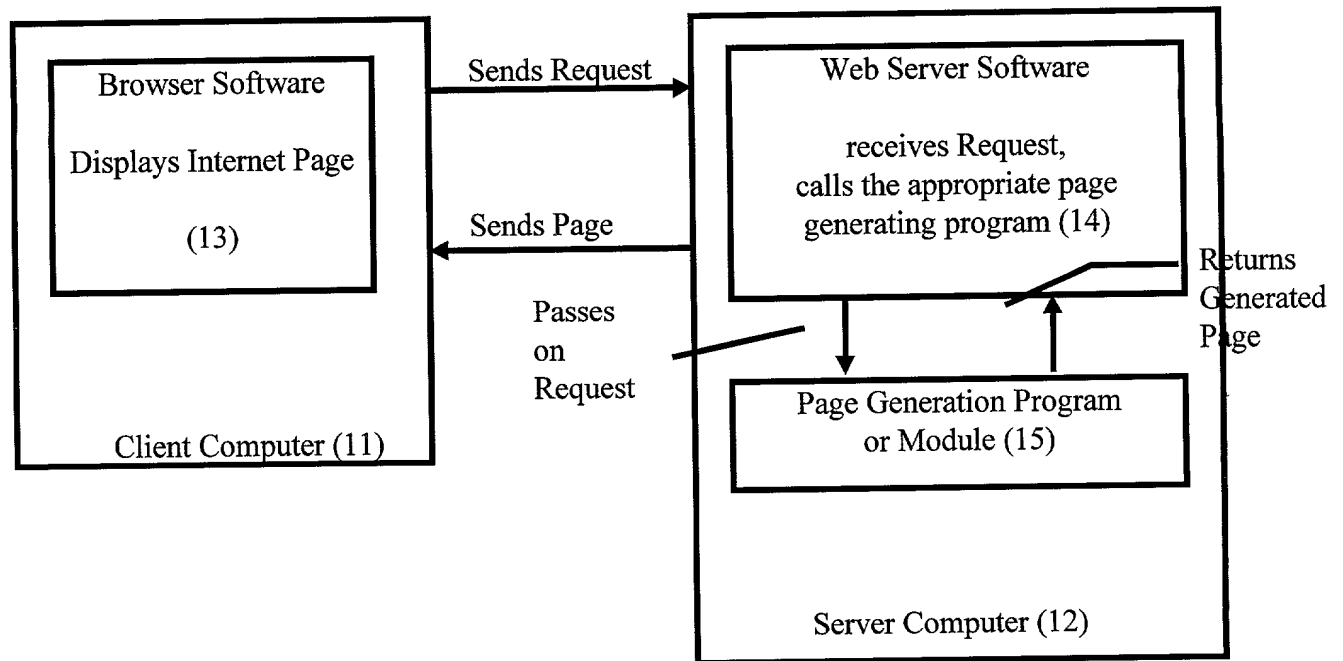 Browser Software
Displays Internet Page
(13)
Client Computer (11)
Sends Request
Sends Page
Passes
on
Request
Web Server Software
receives Request,
calls the appropriate page
generating program (14)
Returns
Generated
Page
Page Generation Program
or Module (15)
Server Computer (12)